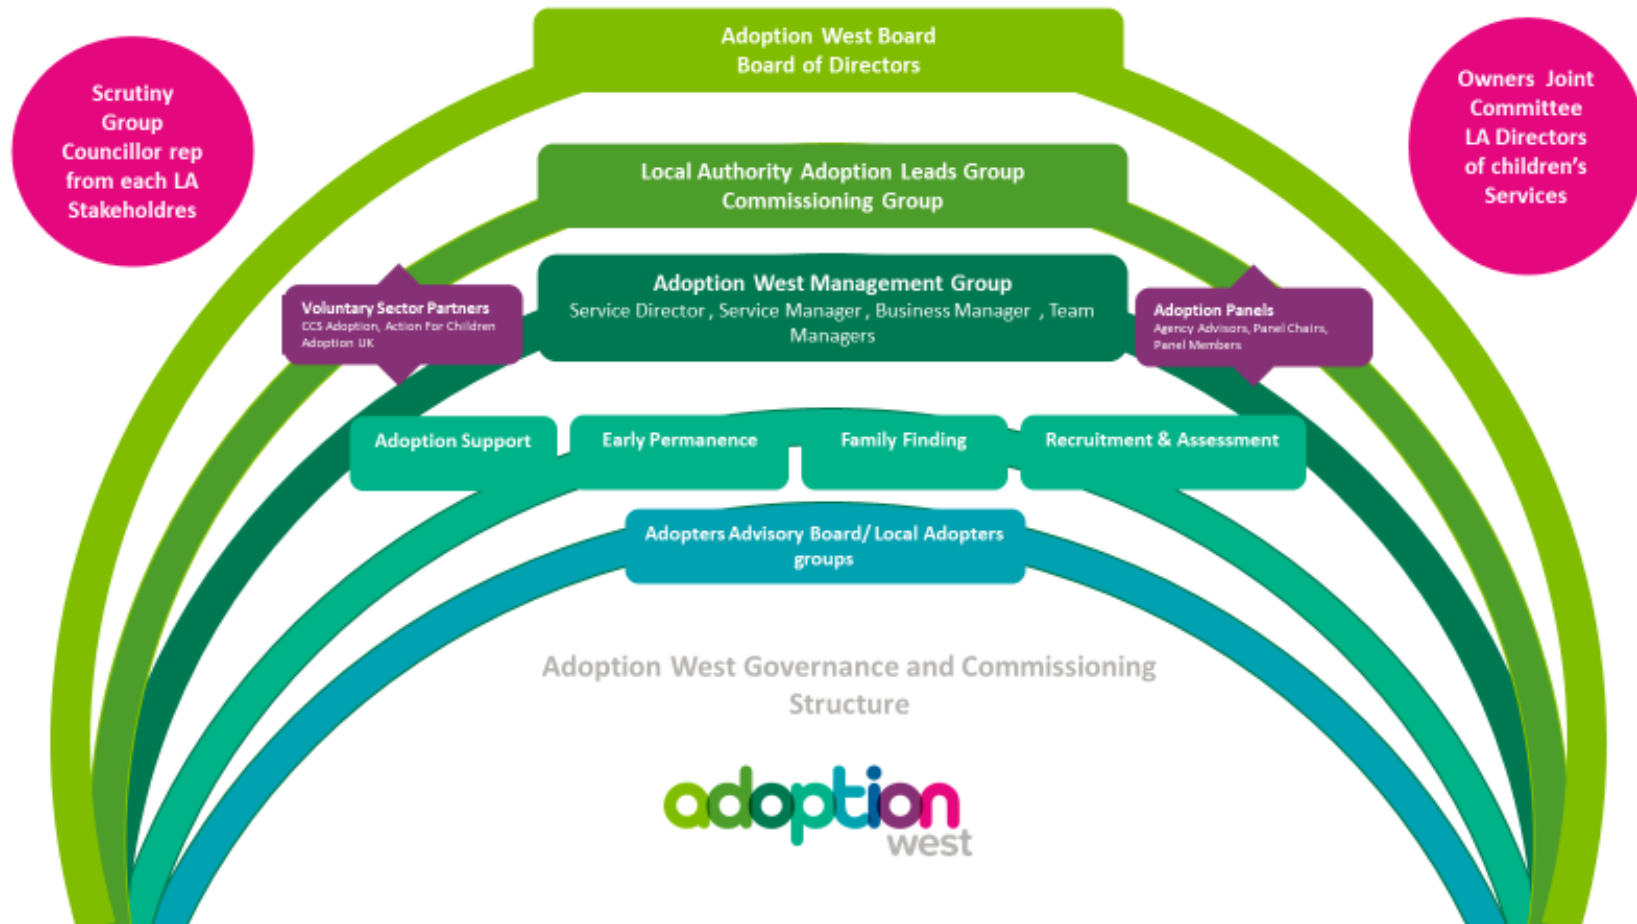 Adoption West Board
Board of Directors
Scrutiny
Group
Councillor rep
from each LA
Stakeholdres
Owners Joint
Committee
LA Directors
of children's
Services
Local Authority Adoption Leads Group
Commissioning Group
Adoption West Management Group
Service Director , Service Manager , Business Manager , Team
Managers
Voluntary Sector Partners
CCS Adoption, Action For Children
Adoption UK
Adoption Panels
Agency Advisors, Panel Chairs,
Panel Members
Adoption Support
Early Permanence
Family Finding
Recruitment & Assessment
Adopters Advisory Board/ Local Adopters
groups
Adoption West Governance and Commissioning
Structure
adoption
west